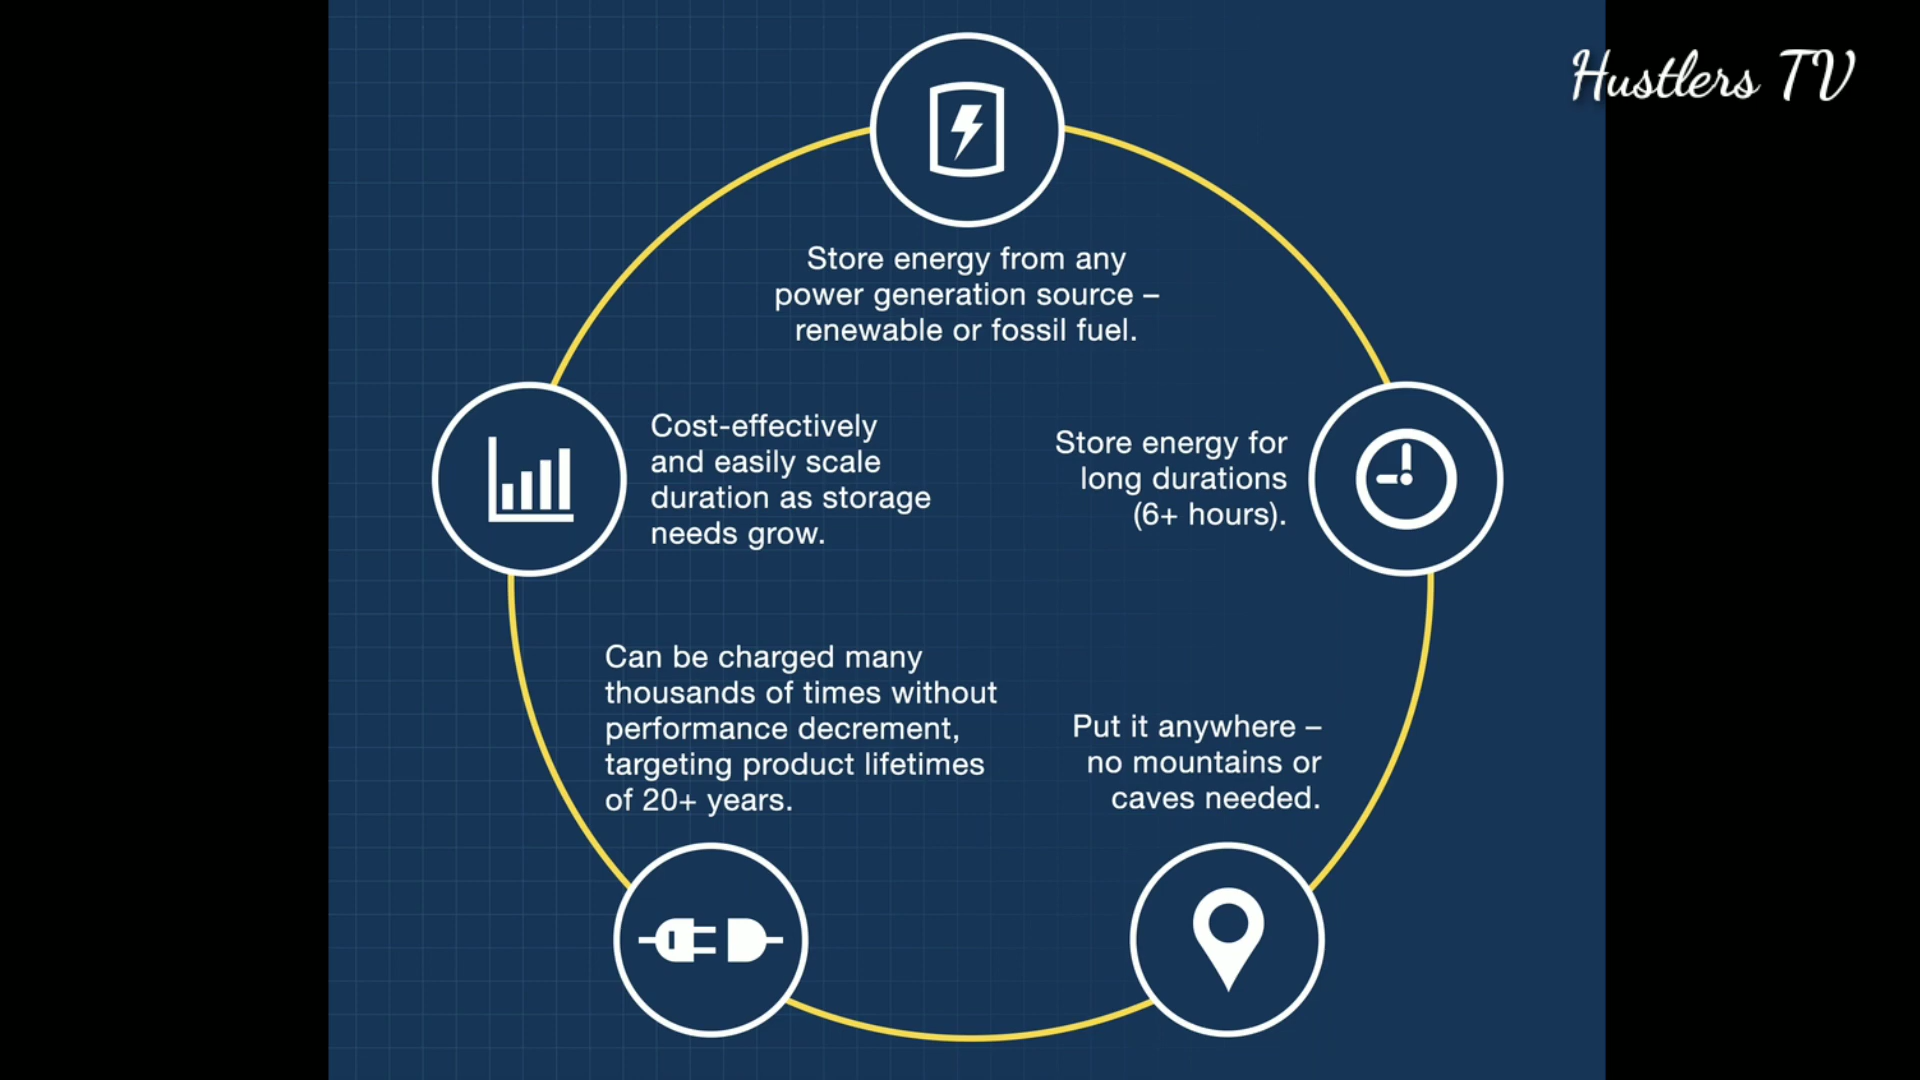 Hustlers TV
Store energy from any
power generation source –
renewable or fossil fuel.
Cost-effectively
and easily scale
duration as storage
needs grow.
Store energy for
long durations
(6+ hours).
Can be charged many
thousands of times without
performance decrement,
targeting product lifetimes
of 20+ years.
Put it anywhere –
no mountains or
caves needed.